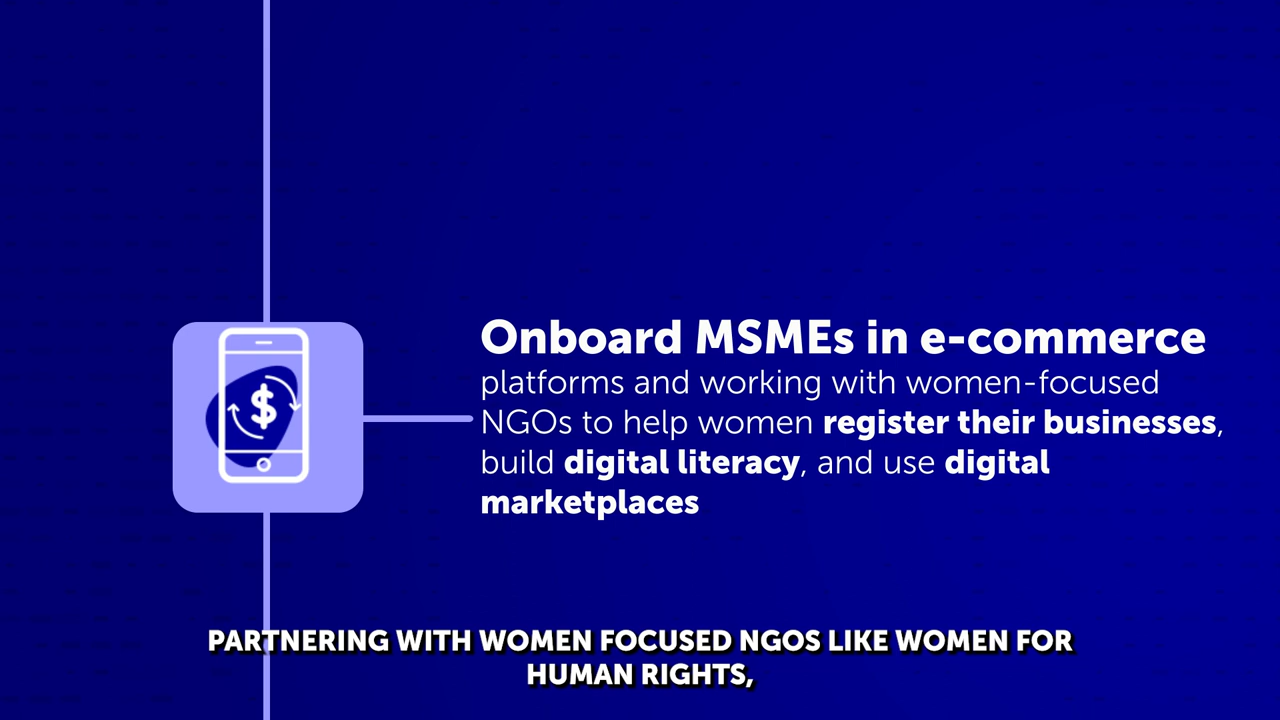 Onboard MSMEs in e-commerce
platforms and working with women-focused
NGOs to help women register their businesses,
build digital literacy, and use digital
marketplaces
$
PARTNERING WITH WOMEN FOCUSED NGOS LIKE WOMEN FOR
HUMAN RIGHTS,